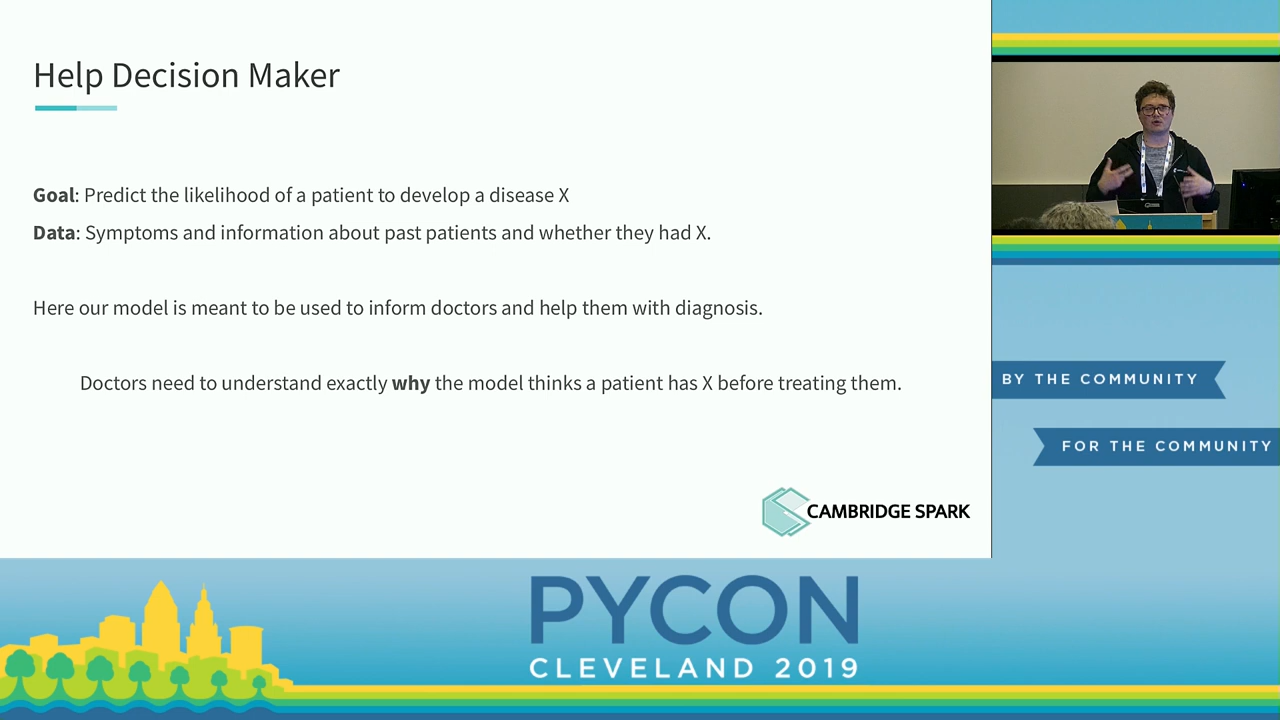 Help Decision Maker
Goal: Predict the likelihood of a patient to develop a disease X
Data: Symptoms and information about past patients and whether they had X.
Here our model is meant to be used to inform doctors and help them with diagnosis.
Doctors need to understand exactly why the model thinks a patient has X before treating them.
CAMBRIDGE SPARK
BY THE COMMUNITY
FOR THE COMMUNITY
PYCON
CLEVELAND 2019